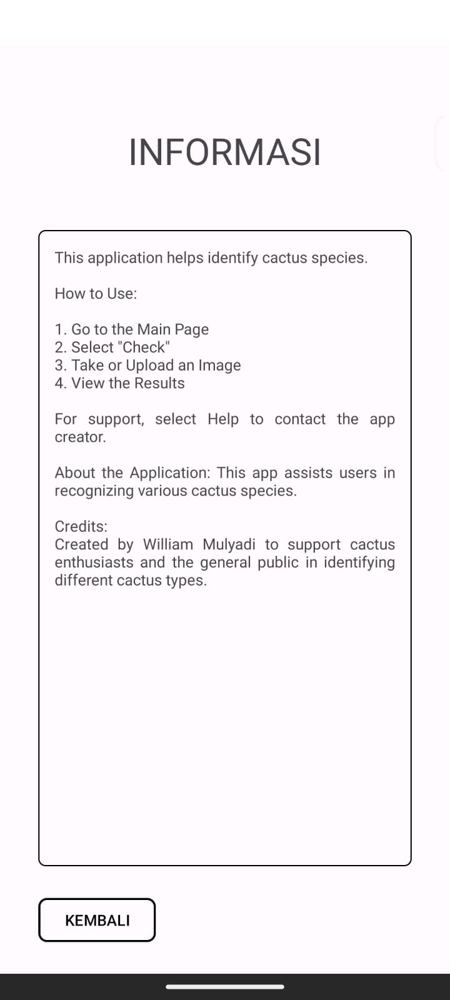 INFORMASI
This application helps identify cactus species.
How to Use:
1. Go to the Main Page
2. Select "Check"
3. Take or Upload an Image
4. View the Results
For support, select Help to contact the app
creator.
About the Application: This app assists users in
recognizing various cactus species.
Credits:
Created by William Mulyadi to support cactus
enthusiasts and the general public in identifying
different cactus types.
KEMBALI